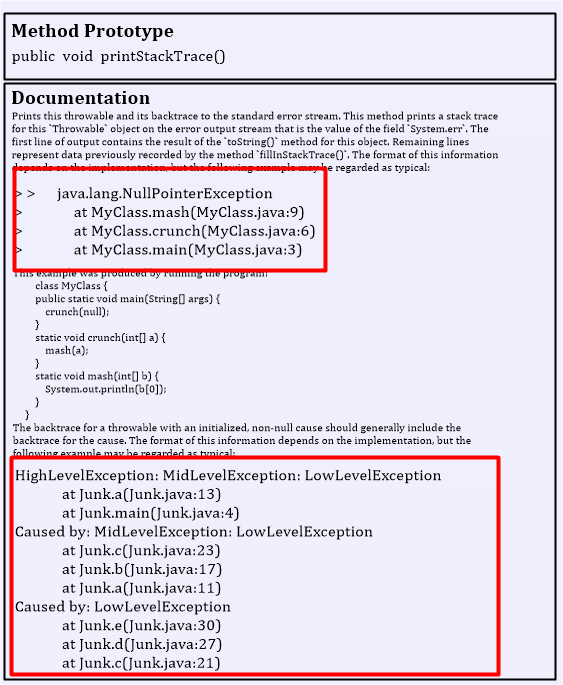 Method Prototype
public void printStackTrace()
Documentation
Prints this throwable and its backtrace to the standard error stream. This method prints a stack trace
for this `Throwable` object on the error output stream that is the value of the field `System.err`. The
first line of output contains the result of the `toString()` method for this object. Remaining lines
represent data previously recorded by the method `fillInStackTrace()`. The format of this information
depends on the implementation, but the following example may be regarded as typical:
> > java.lang.NullPointerException
> at MyClass.mash(MyClass.java:9)
> at MyClass.crunch(MyClass.java:6)
> at MyClass.main(MyClass.java:3)
This example was produced by running the program:
class MyClass {
public static void main(String[] args) {
crunch(null);
}
static void crunch(int[] a) {
mash(a);
}
static void mash(int[] b) {
System.out.println(b[0]);
}
}
The backtrace for a throwable with an initialized, non-null cause should generally include the
backtrace for the cause. The format of this information depends on the implementation, but the
following example may be regarded as typical:
HighLevelException: MidLevelException: LowLevelException
at Junk.a(Junk.java:13)
at Junk.main(Junk.java:4)
Caused by: MidLevelException: LowLevelException
at Junk.c(Junk.java:23)
at Junk.b(Junk.java:17)
at Junk.a(Junk.java:11)
Caused by: LowLevelException
at Junk.e(Junk.java:30)
at Junk.d(Junk.java:27)
at Junk.c(Junk.java:21)